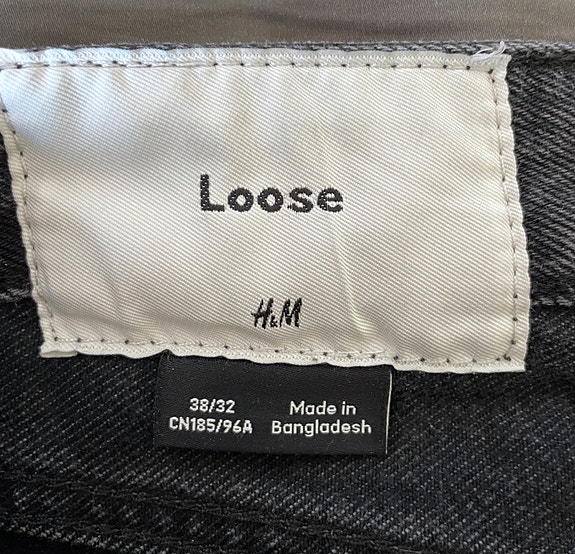 Loose
H&M
38/32
CN185/96A
Made in
Bangladesh